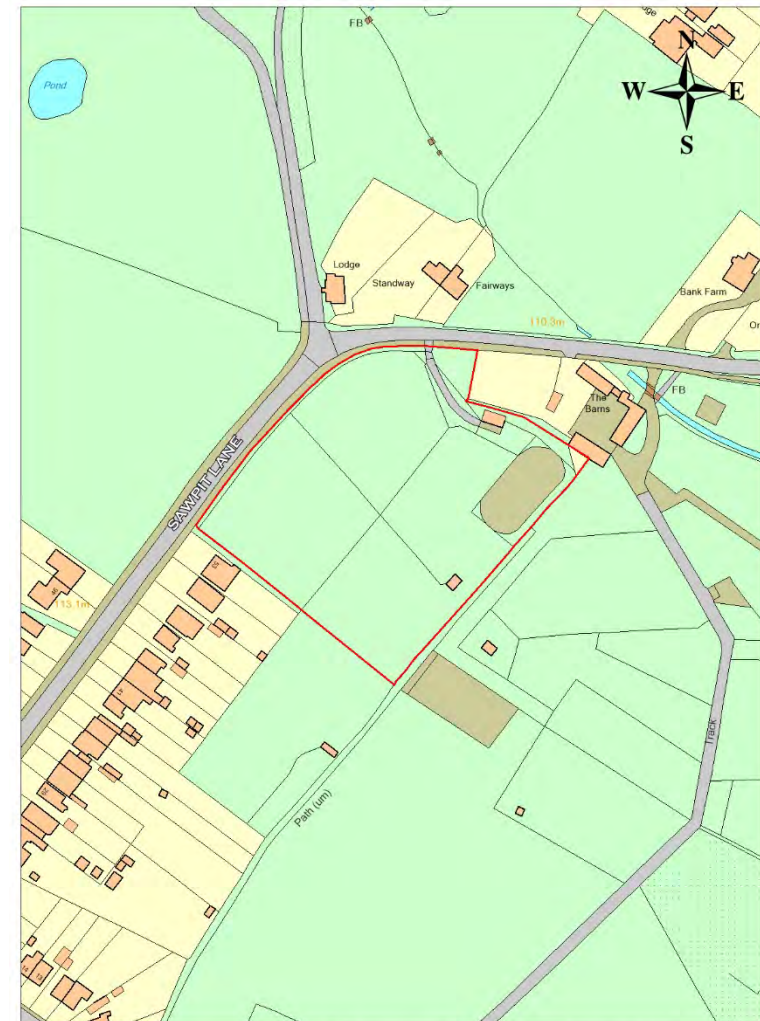 FB
N
W E
S
Pond
Lodge
Standway
Fairways
Bank Farm
110.3m
The
Barns
FB
SAWPIT LANE
113.1m
Track
Path (um)